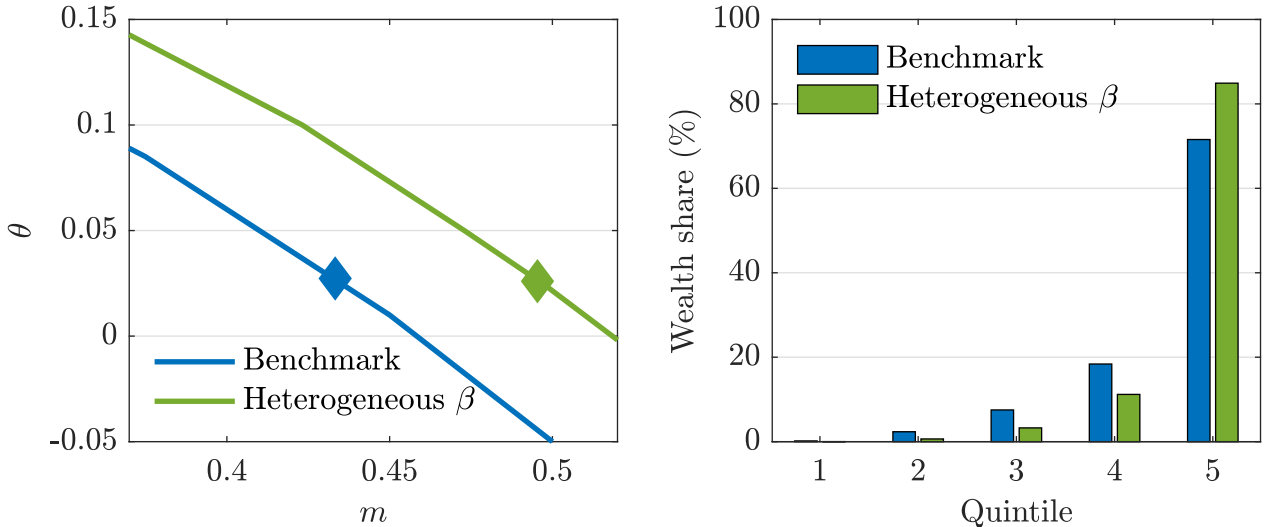 0.15
0.1
0.05
0
-0.05
θ
Benchmark
Heterogeneous β
0.4 0.45 0.5
m
100
80
60
40
20
0
Wealth share (%)
Benchmark
Heterogeneous β
1 2 3 4 5
Quintile